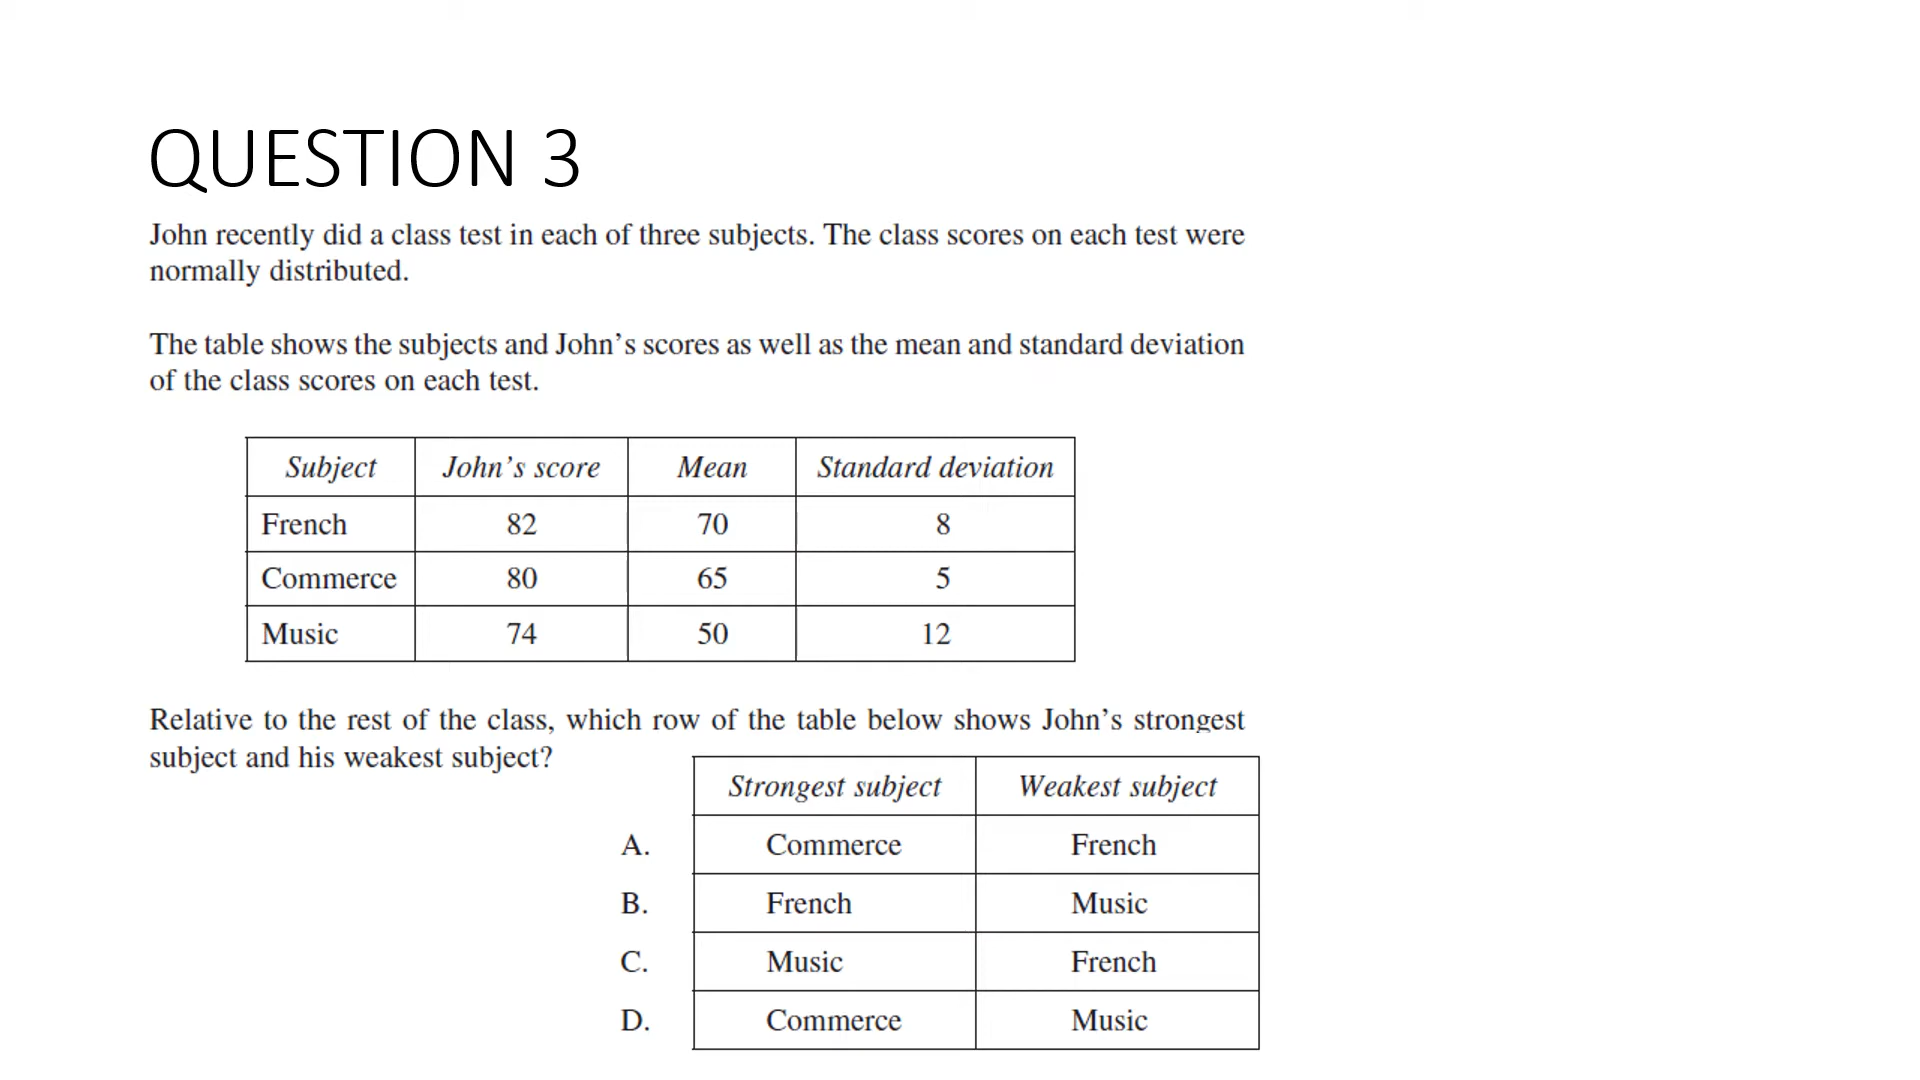 QUESTION 3
John recently did a class test in each of three subjects. The class scores on each test were
normally distributed.
The table shows the subjects and John’s scores as well as the mean and standard deviation
of the class scores on each test.
Subject John’s score Mean Standard deviation
French 82 70 8
Commerce 80 65 5
Music 74 50 12
Relative to the rest of the class, which row of the table below shows John’s strongest
subject and his weakest subject?
Strongest subject Weakest subject
A. Commerce French
B. French Music
C. Music French
D. Commerce Music